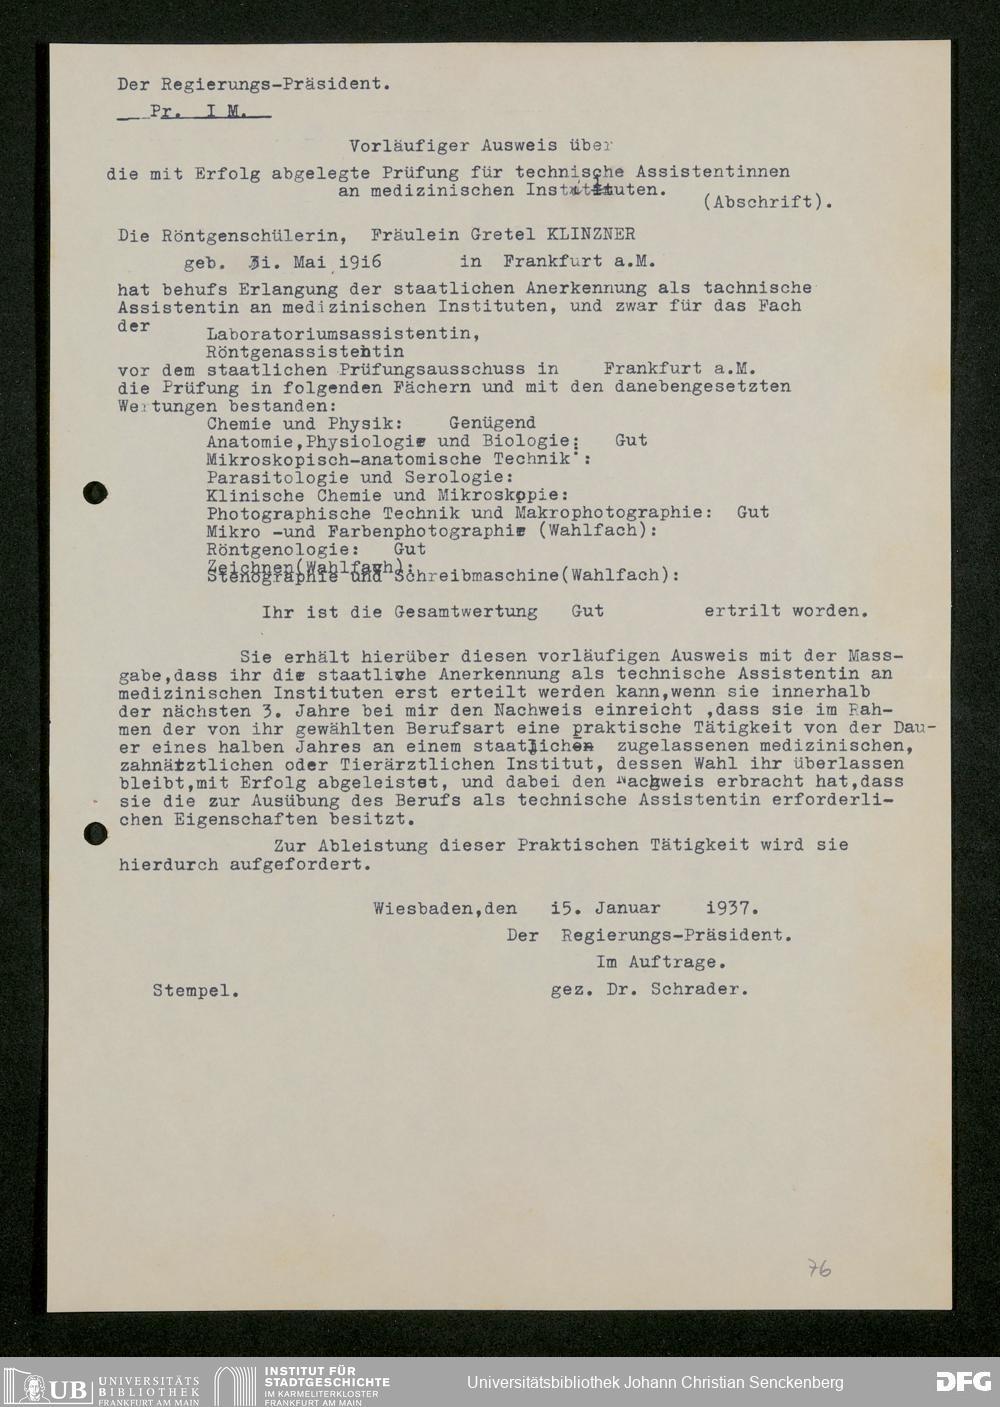 Der Regierungs-Präsident.
Pr. I M.
Vorläufiger Ausweis über
die mit Erfolg abgelegte Prüfung für technische Assistentinnen
an medizinischen Instituten.
(Abschrift).
Die Röntgenschülerin, Fräulein Gretel KLINZNER
geb. 3i. Mai i9i6 in Frankfurt a.M.
hat behufs Erlangung der staatlichen Anerkennung als tachnische
Assistentin an medizinischen Instituten, und zwar für das Fach
der
Laboratoriumsassistentin,
Röntgenassistentin
vor dem staatlichen Prüfungsausschuss in Frankfurt a.M.
die Prüfung in folgenden Fächern und mit den danebengesetzten
Wertungen bestanden:
Chemie und Physik: Genügend
Anatomie,Physiologie und Biologie: Gut
Mikroskopisch-anatomische Technik :
Parasitologie und Serologie:
Klinische Chemie und Mikroskopie:
Photographische Technik und Makrophotographie: Gut
Mikro -und Farbenphotographie (Wahlfach):
Röntgenologie: Gut
Zeichnen(Wahlfach):
Stenographie und Schreibmaschine(Wahlfach):
Ihr ist die Gesamtwertung Gut ertrilt worden.
Sie erhält hierüber diesen vorläufigen Ausweis mit der Mass-
gabe,dass ihr die staatliche Anerkennung als technische Assistentin an
medizinischen Instituten erst erteilt werden kann,wenn sie innerhalb
der nächsten 3. Jahre bei mir den Nachweis einreicht ,dass sie im Rah-
men der von ihr gewählten Berufsart eine praktische Tätigkeit von der Dau-
er eines halben Jahres an einem staatlichen zugelassenen medizinischen,
zahnärztlichen oder Tierärztlichen Institut, dessen Wahl ihr überlassen
bleibt,mit Erfolg abgeleistet, und dabei den Nachweis erbracht hat,dass
sie die zur Ausübung des Berufs als technische Assistentin erforderli-
chen Eigenschaften besitzt.
Zur Ableistung dieser Praktischen Tätigkeit wird sie
hierdurch aufgefordert.
Wiesbaden,den i5. Januar i937.
Der Regierungs-Präsident.
Im Auftrage.
Stempel. gez. Dr. Schrader.
76
UB UNIVERSITÄTS BIBLIOTHEK FRANKFURT AM MAIN
INSTITUT FÜR STADTGESCHICHTE IM KARMELITERKLOSTER FRANKFURT AM MAIN
Universitätsbibliothek Johann Christian Senckenberg
DFG